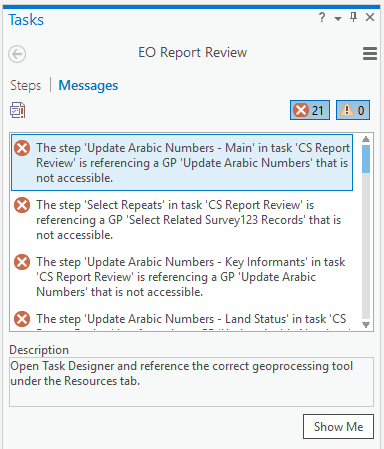 Tasks
EO Report Review
Steps Messages
21 0
The step 'Update Arabic Numbers - Main' in task 'CS Report
Review' is referencing a GP 'Update Arabic Numbers' that is
not accessible.
The step 'Select Repeats' in task 'CS Report Review' is
referencing a GP 'Select Related Survey123 Records' that is
not accessible.
The step 'Update Arabic Numbers - Key Informants' in task
'CS Report Review' is referencing a GP 'Update Arabic
Numbers' that is not accessible.
The step 'Update Arabic Numbers - Land Status' in task 'CS
Description
Open Task Designer and reference the correct geoprocessing tool
under the Resources tab.
Show Me